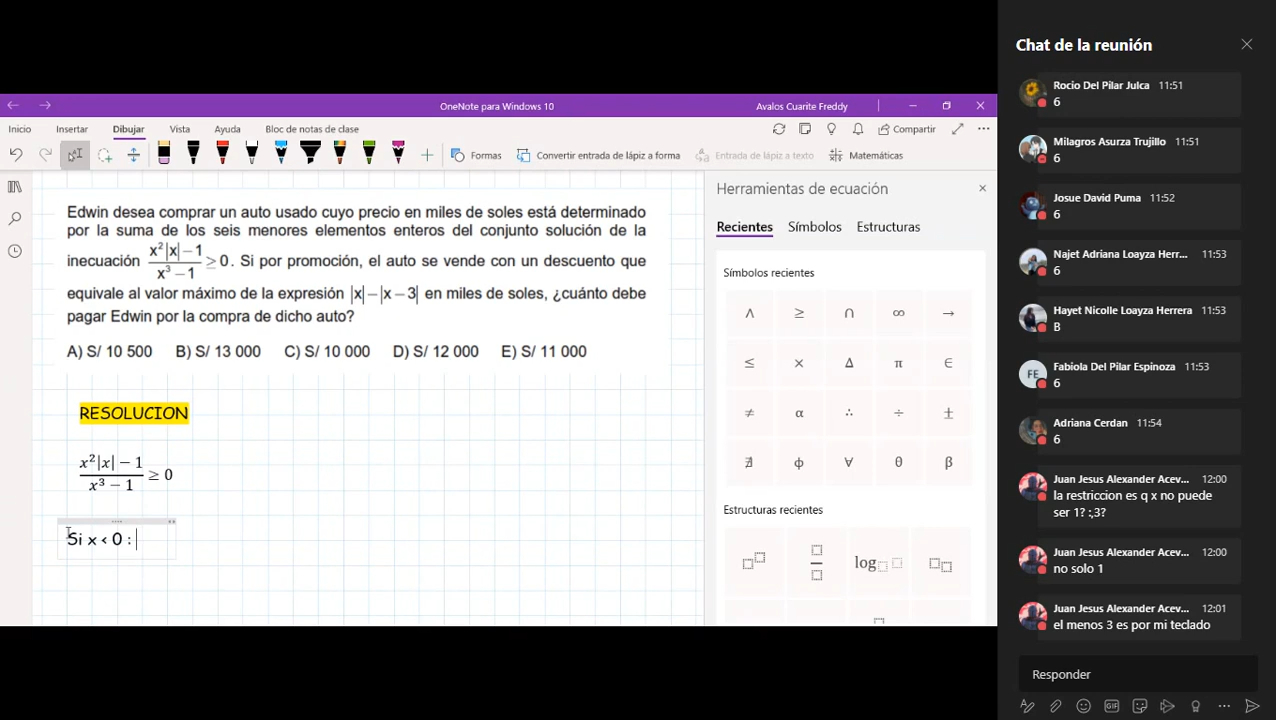 OneNote para Windows 10
Avalos Cuarite Freddy
Inicio Insertar Dibujar Vista Ayuda Bloc de notas de clase
Compartir
Formas Convertir entrada de lápiz a forma Entrada de lápiz a texto Matemáticas
Edwin desea comprar un auto usado cuyo precio en miles de soles está determinado
por la suma de los seis menores elementos enteros del conjunto solución de la
inecuación (x²|x| − 1)/(x³ − 1) ≥ 0. Si por promoción, el auto se vende con un descuento que
equivale al valor máximo de la expresión |x| − |x − 3| en miles de soles, ¿cuánto debe
pagar Edwin por la compra de dicho auto?
A) S/ 10 500 B) S/ 13 000 C) S/ 10 000 D) S/ 12 000 E) S/ 11 000
RESOLUCION
(x²|x| − 1)/(x³ − 1) ≥ 0
Si x < 0 :
Herramientas de ecuación
Recientes Símbolos Estructuras
Símbolos recientes
∧ ≥ ∩ ∞ →
≤ × Δ π ∈
≠ α ∴ ÷ ±
∄ ϕ ∀ θ β
Estructuras recientes
log
Chat de la reunión
Rocio Del Pilar Julca 11:51
6
Milagros Asurza Trujillo 11:51
6
Josue David Puma 11:52
6
Najet Adriana Loayza Herr... 11:53
6
Hayet Nicolle Loayza Herrera 11:53
B
FE
Fabiola Del Pilar Espinoza 11:53
6
Adriana Cerdan 11:54
6
Juan Jesus Alexander Acev... 12:00
la restriccion es q x no puede
ser 1? :,3?
Juan Jesus Alexander Acev... 12:00
no solo 1
Juan Jesus Alexander Acev... 12:01
el menos 3 es por mi teclado
Responder
GIF